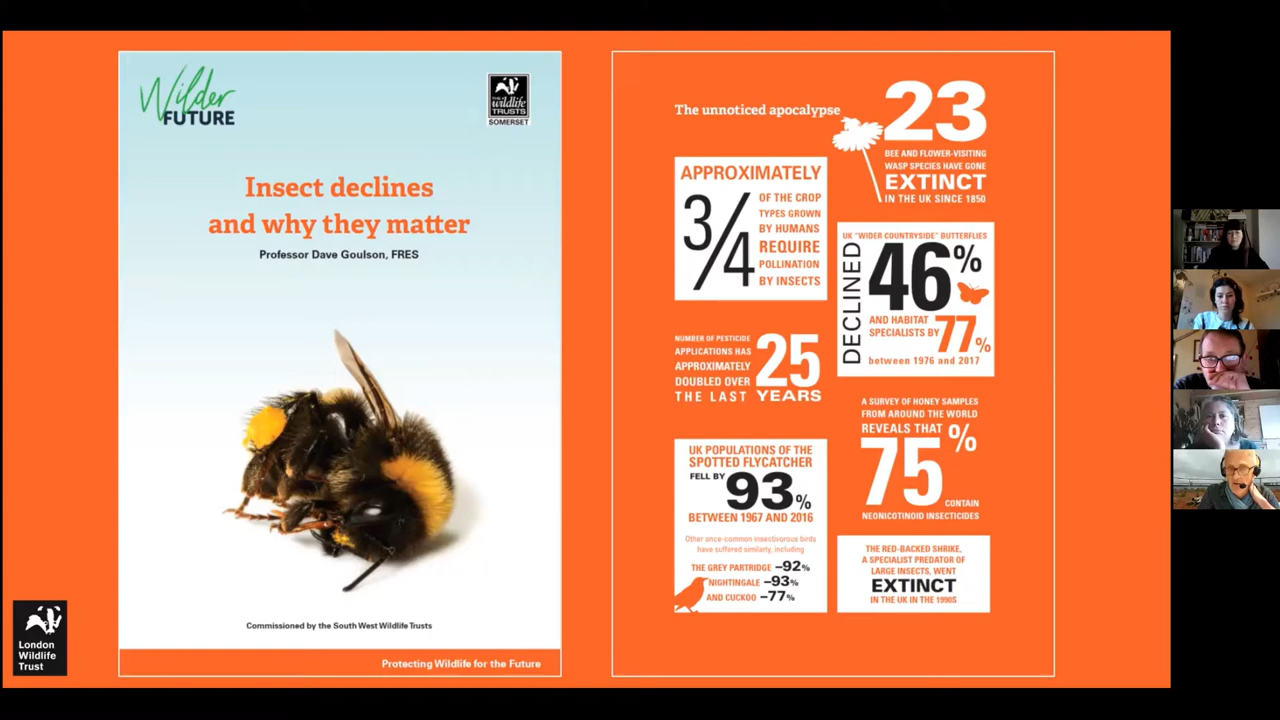 Wilder
FUTURE
THE
wildlife
TRUSTS
SOMERSET
Insect declines
and why they matter
Professor Dave Goulson, FRES
Commissioned by the South West Wildlife Trusts
Protecting Wildlife for the Future
London
Wildlife
Trust
The unnoticed apocalypse
23
BEE AND FLOWER-VISITING
WASP SPECIES HAVE GONE
EXTINCT
IN THE UK SINCE 1850
APPROXIMATELY
3/4
OF THE CROP
TYPES GROWN
BY HUMANS
REQUIRE
POLLINATION
BY INSECTS
UK "WIDER COUNTRYSIDE" BUTTERFLIES
DECLINED
46%
AND HABITAT
SPECIALISTS BY
77%
between 1976 and 2017
NUMBER OF PESTICIDE
APPLICATIONS HAS
APPROXIMATELY
DOUBLED OVER
THE LAST
25
YEARS
A SURVEY OF HONEY SAMPLES
FROM AROUND THE WORLD
REVEALS THAT
75%
CONTAIN
NEONICOTINOID INSECTICIDES
UK POPULATIONS OF THE
SPOTTED FLYCATCHER
FELL BY
93%
BETWEEN 1967 AND 2016
Other once-common insectivorous birds
have suffered similarly, including
THE GREY PARTRIDGE –92%
NIGHTINGALE –93%
AND CUCKOO –77%
THE RED-BACKED SHRIKE,
A SPECIALIST PREDATOR OF
LARGE INSECTS, WENT
EXTINCT
IN THE UK IN THE 1990S